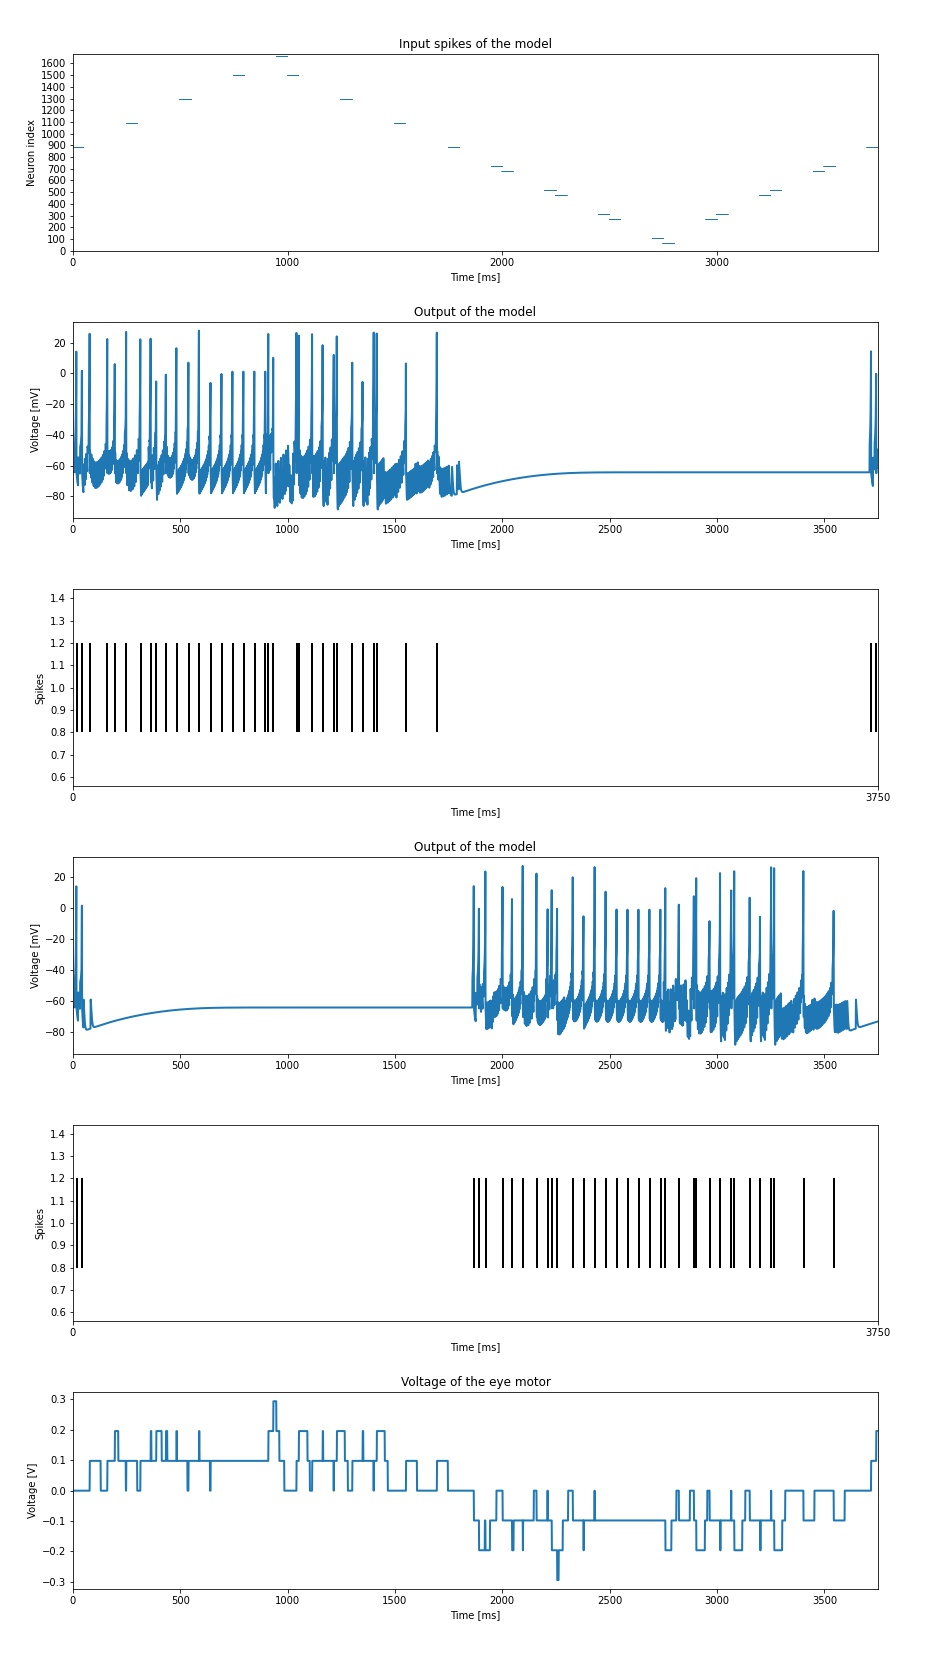 Input spikes of the model
1600
1500
1400
1300
1200
1100
1000
900
800
700
600
500
400
300
200
100
0
Neuron index
0 1000 2000 3000
Time [ms]
Output of the model
20
0
−20
−40
−60
−80
Voltage [mV]
0 500 1000 1500 2000 2500 3000 3500
Time [ms]
1.4
1.3
1.2
1.1
1.0
0.9
0.8
0.7
0.6
Spikes
0 3750
Time [ms]
Output of the model
20
0
−20
−40
−60
−80
Voltage [mV]
0 500 1000 1500 2000 2500 3000 3500
Time [ms]
1.4
1.3
1.2
1.1
1.0
0.9
0.8
0.7
0.6
Spikes
0 3750
Time [ms]
Voltage of the eye motor
0.3
0.2
0.1
0.0
−0.1
−0.2
−0.3
Voltage [V]
0 500 1000 1500 2000 2500 3000 3500
Time [ms]